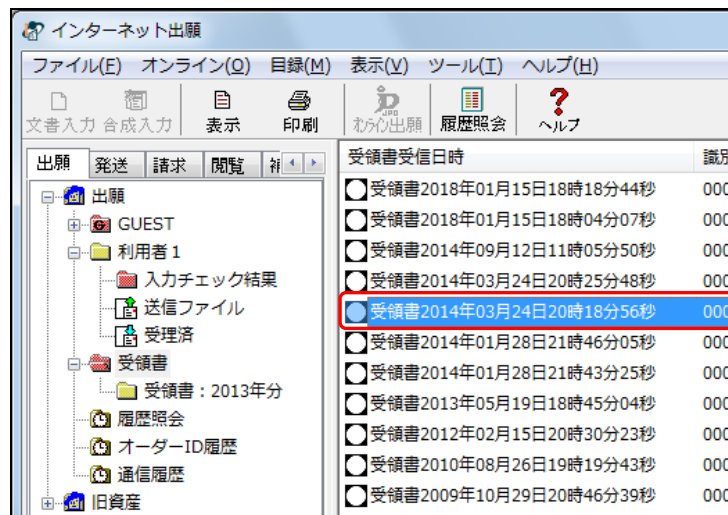 インターネット出願
ファイル(F) オンライン(O) 目録(M) 表示(V) ツール(T) ヘルプ(H)
文書入力 合成入力 表示 印刷 オンライン出願 履歴照会 ヘルプ
出願 発送 請求 閲覧
出願
GUEST
利用者1
入力チェック結果
送信ファイル
受理済
受領書
受領書:2013年分
履歴照会
オーダーID履歴
通信履歴
旧資産
受領書受信日時 識別
受領書2018年01月15日18時18分44秒 000
受領書2018年01月15日18時04分07秒 000
受領書2014年09月12日11時05分50秒 000
受領書2014年03月24日20時25分48秒 000
受領書2014年03月24日20時18分56秒 000
受領書2014年01月28日21時46分05秒 000
受領書2014年01月28日21時43分25秒 000
受領書2013年05月19日18時45分04秒 000
受領書2012年02月15日20時30分23秒 000
受領書2010年08月26日19時19分43秒 000
受領書2009年10月29日20時46分39秒 000